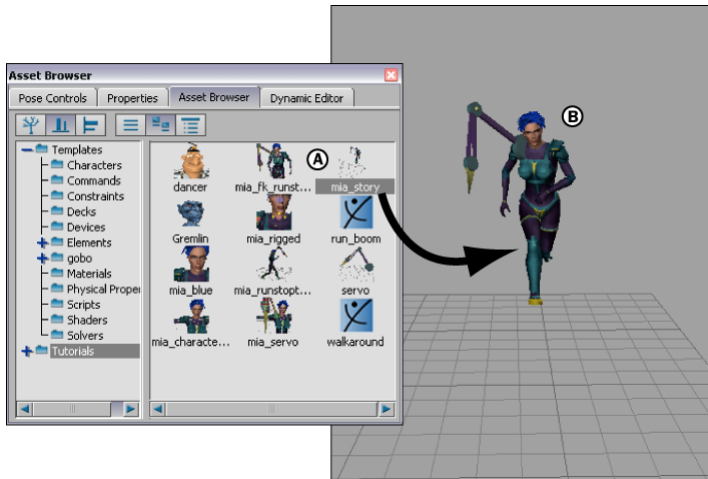 Asset Browser
Pose Controls Properties Asset Browser Dynamic Editor
Templates
Characters
Commands
Constraints
Decks
Devices
Elements
gobo
Materials
Physical Proper
Scripts
Shaders
Solvers
Tutorials
A
dancer mia_fk_runst... mia_story
Gremlin mia_rigged run_boom
mia_blue mia_runstopt... servo
mia_characte... mia_servo walkaround
B